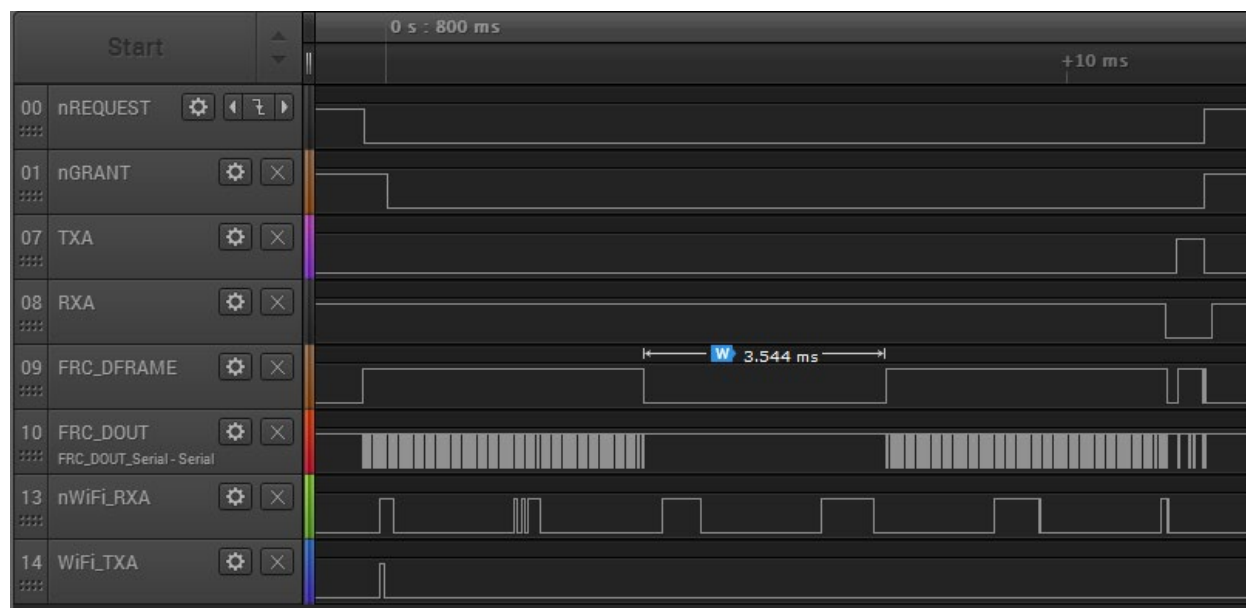 Start
0 s : 800 ms
+10 ms
00 nREQUEST
01 nGRANT
07 TXA
08 RXA
W 3.544 ms
09 FRC_DFRAME
10 FRC_DOUT
FRC_DOUT_Serial - Serial
13 nWiFi_RXA
14 WiFi_TXA